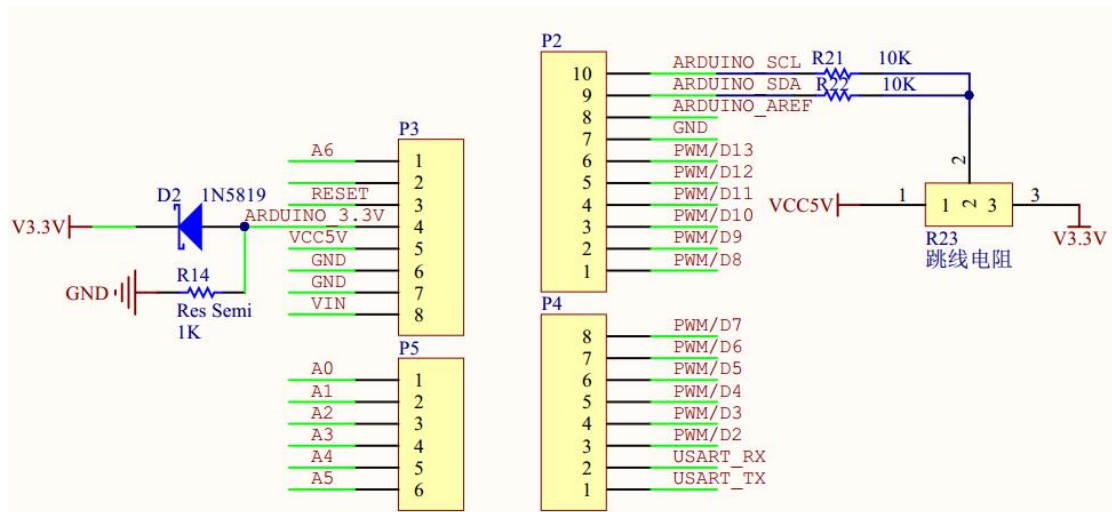 P2
ARDUINO_SCL R21 10K
10
ARDUINO_SDA R22 10K
9
ARDUINO_AREF
8
GND
7
PWM/D13
6
PWM/D12
5
PWM/D11
4
PWM/D10
3
PWM/D9
2
PWM/D8
1
2
VCC5V 1 1 2 3 3 V3.3V
R23
跳线电阻
P3
A6 1
2
RESET 3
D2 1N5819
ARDUINO_3.3V 4
V3.3V
VCC5V 5
GND 6
GND 7
VIN 8
GND R14
Res Semi
1K
P4
PWM/D7
8
PWM/D6
7
PWM/D5
6
PWM/D4
5
PWM/D3
4
PWM/D2
3
USART_RX
2
USART_TX
1
P5
A0 1
A1 2
A2 3
A3 4
A4 5
A5 6